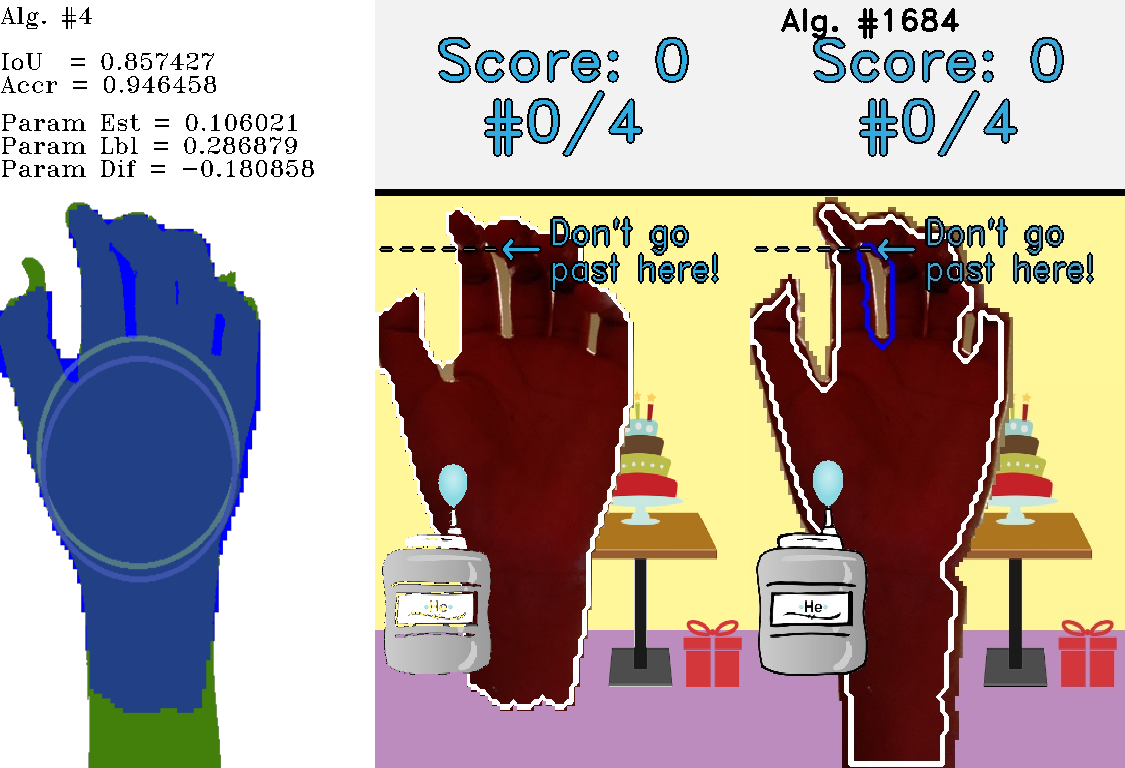 Alg. #4
IoU = 0.857427
Accr = 0.946458
Param Est = 0.106021
Param Lbl = 0.286879
Param Dif = −0.180858
Score: 0
#0/4
Don't go
past here!
He
Alg. #1684
Score: 0
#0/4
Don't go
past here!
He